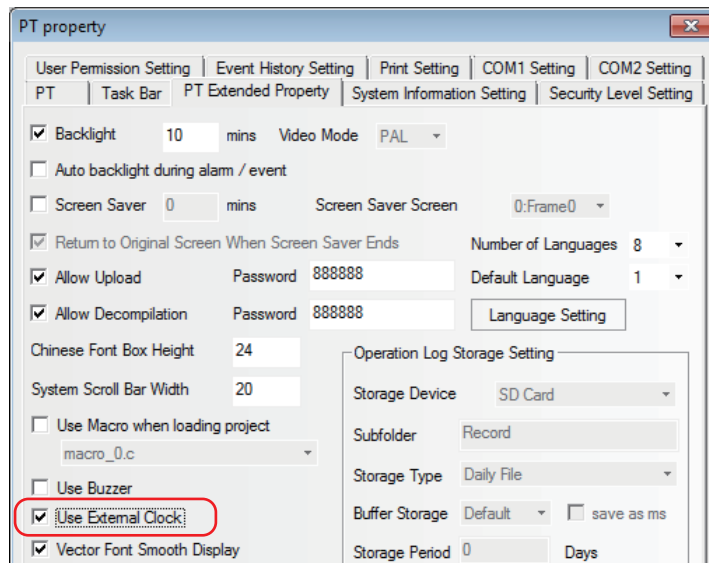 PT property
User Permission Setting Event History Setting Print Setting COM1 Setting COM2 Setting
PT Task Bar PT Extended Property System Information Setting Security Level Setting
Backlight 10 mins Video Mode PAL
Auto backlight during alarm / event
Screen Saver 0 mins Screen Saver Screen 0:Frame0
Return to Original Screen When Screen Saver Ends Number of Languages 8
Allow Upload Password 888888 Default Language 1
Allow Decompilation Password 888888 Language Setting
Chinese Font Box Height 24 Operation Log Storage Setting
System Scroll Bar Width 20 Storage Device SD Card
Use Macro when loading project Subfolder Record
macro_0.c
Storage Type Daily File
Use Buzzer
Use External Clock Buffer Storage Default save as ms
Vector Font Smooth Display Storage Period 0 Days